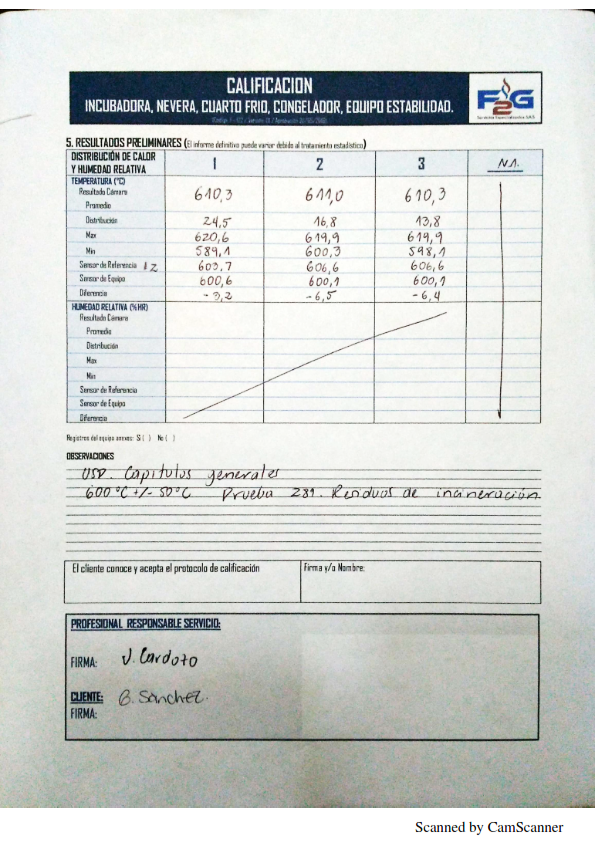 CALIFICACION
INCUBADORA, NEVERA, CUARTO FRIO, CONGELADOR, EQUIPO ESTABILIDAD.
F2G
5. RESULTADOS PRELIMINARES (El informe definitivo puede variar debido al tratamiento estadístico)
DISTRIBUCIÓN DE CALOR Y HUMEDAD RELATIVA 1 2 3 N.A.
TEMPERATURA (°C)
Resultado Cámara 610,3 611,0 610,3
Promedio
Distribución 24,5 16,8 13,8
Max 620,6 619,9 619,9
Min 589,1 600,3 598,1
Sensor de Referencia 12 603,7 606,6 606,6
Sensor de Equipo 600,6 600,1 600,1
Diferencia -3,2 -6,5 -6,4
HUMEDAD RELATIVA (%HR)
Resultado Cámara
Promedio
Distribución
Max
Min
Sensor de Referencia
Sensor de Equipo
Diferencia
Registros del equipo anexos: Si ( ) No ( )
OBSERVACIONES
USP. Capitulos generales
600 °C +/- 50 °C Prueba 281. Residuos de incineración.
El cliente conoce y acepta el protocolo de calificación
Firma y/o Nombre:
PROFESIONAL RESPONSABLE SERVICIO:
FIRMA: J. Cardozo
CLIENTE: B. Sánchez.
FIRMA:
Scanned by CamScanner